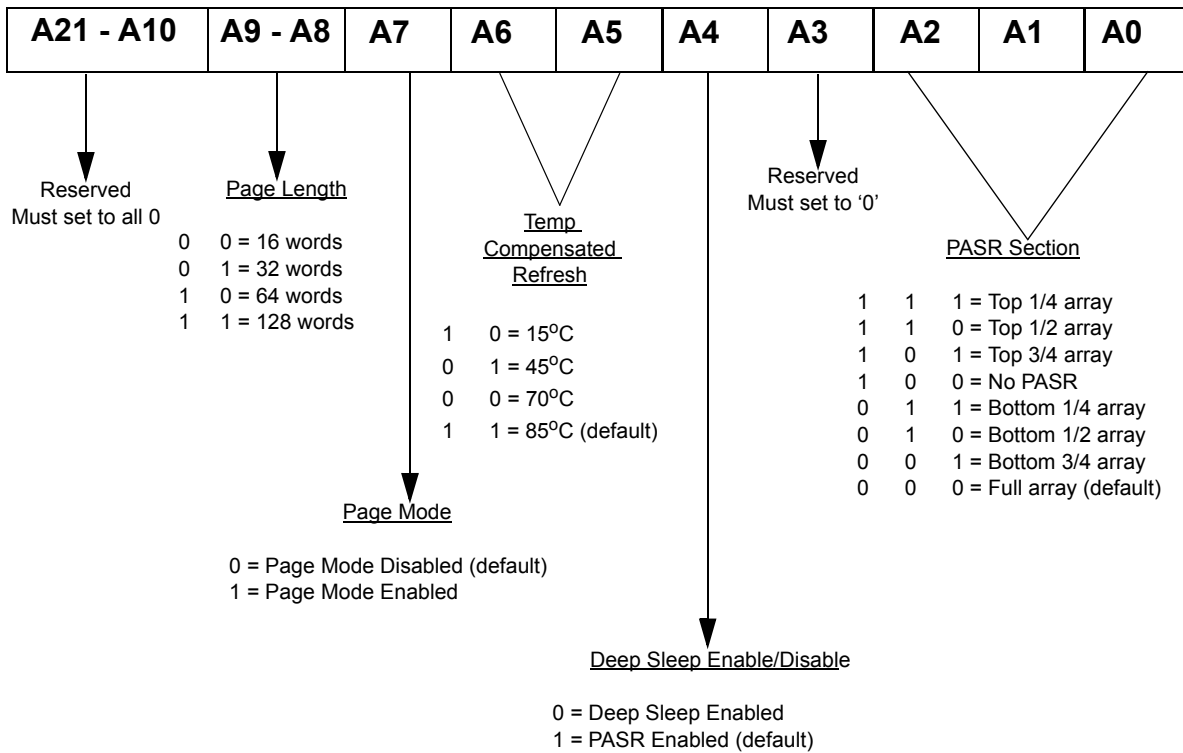 A21 - A10 A9 - A8 A7 A6 A5 A4 A3 A2 A1 A0
Reserved
Must set to all 0
Page Length
0 0 = 16 words
0 1 = 32 words
1 0 = 64 words
1 1 = 128 words
Temp
Compensated
Refresh
1 0 = 15°C
0 1 = 45°C
0 0 = 70°C
1 1 = 85°C (default)
Reserved
Must set to ‘0’
PASR Section
1 1 1 = Top 1/4 array
1 1 0 = Top 1/2 array
1 0 1 = Top 3/4 array
1 0 0 = No PASR
0 1 1 = Bottom 1/4 array
0 1 0 = Bottom 1/2 array
0 0 1 = Bottom 3/4 array
0 0 0 = Full array (default)
Page Mode
0 = Page Mode Disabled (default)
1 = Page Mode Enabled
Deep Sleep Enable/Disable
0 = Deep Sleep Enabled
1 = PASR Enabled (default)